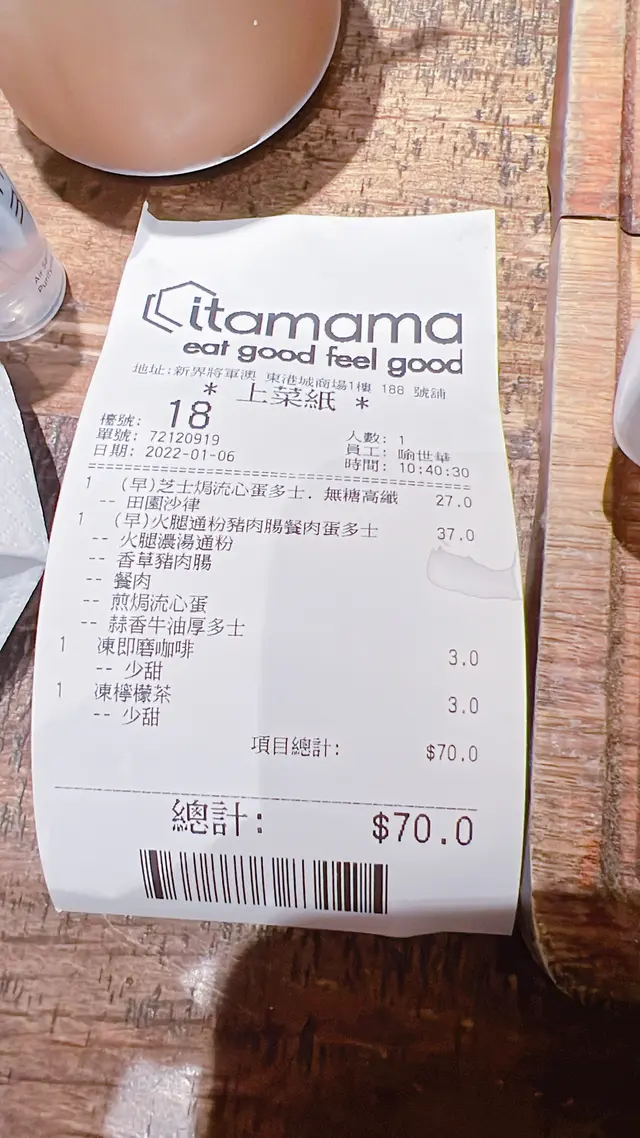 itamama
eat good feel good
地址:新界將軍澳 東港城商場1樓 188 號舖
* 上菜紙 *
檯號: 18
單號: 72120919
日期: 2022-01-06
人數: 1
員工: 喻世華
時間: 10:40:30
1 (早)芝士焗流心蛋多士．無糖高纖 27.0
-- 田園沙律
1 (早)火腿通粉豬肉腸餐肉蛋多士 37.0
-- 火腿濃湯通粉
-- 香草豬肉腸
-- 餐肉
-- 煎焗流心蛋
-- 蒜香牛油厚多士
1 凍即磨咖啡 3.0
-- 少甜
1 凍檸檬茶 3.0
-- 少甜
項目總計: $70.0
總計: $70.0